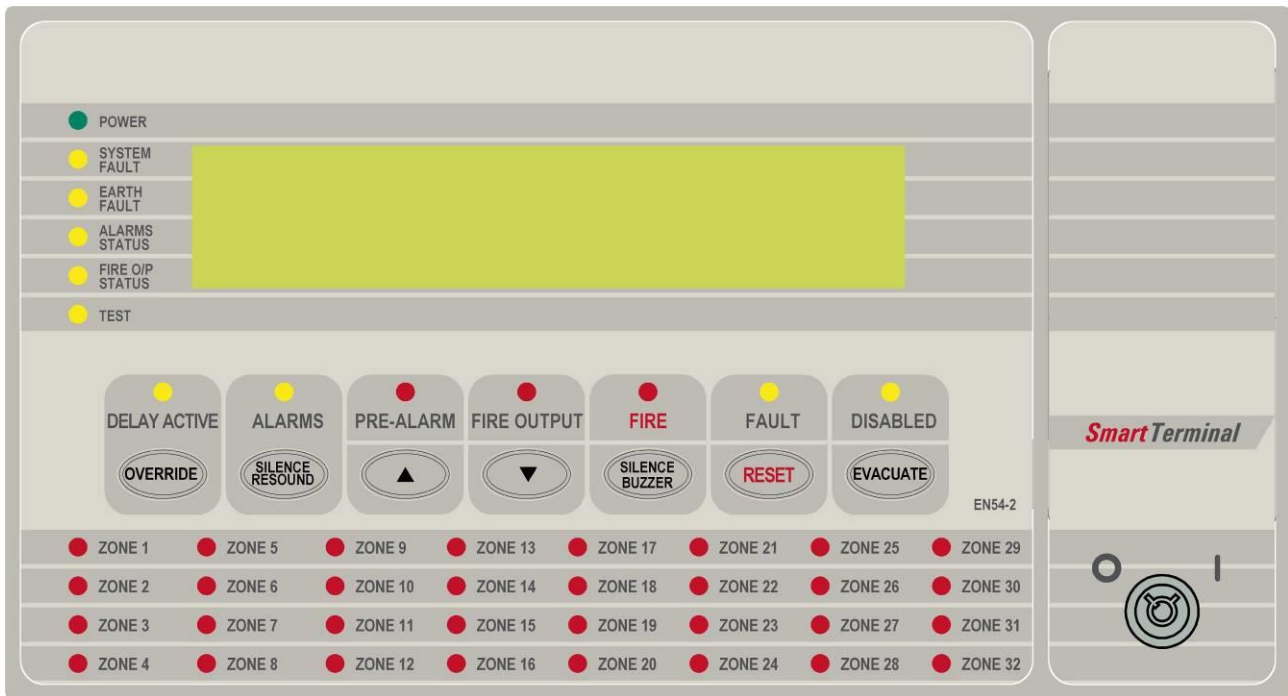 POWER
SYSTEM
FAULT
EARTH
FAULT
ALARMS
STATUS
FIRE O/P
STATUS
TEST
DELAY ACTIVE
ALARMS
PRE-ALARM
FIRE OUTPUT
FIRE
FAULT
DISABLED
OVERRIDE
SILENCE
RESOUND
▲
▼
SILENCE
BUZZER
RESET
EVACUATE
EN54-2
ZONE 1 ZONE 5 ZONE 9 ZONE 13 ZONE 17 ZONE 21 ZONE 25 ZONE 29
ZONE 2 ZONE 6 ZONE 10 ZONE 14 ZONE 18 ZONE 22 ZONE 26 ZONE 30
ZONE 3 ZONE 7 ZONE 11 ZONE 15 ZONE 19 ZONE 23 ZONE 27 ZONE 31
ZONE 4 ZONE 8 ZONE 12 ZONE 16 ZONE 20 ZONE 24 ZONE 28 ZONE 32
SmartTerminal
O I